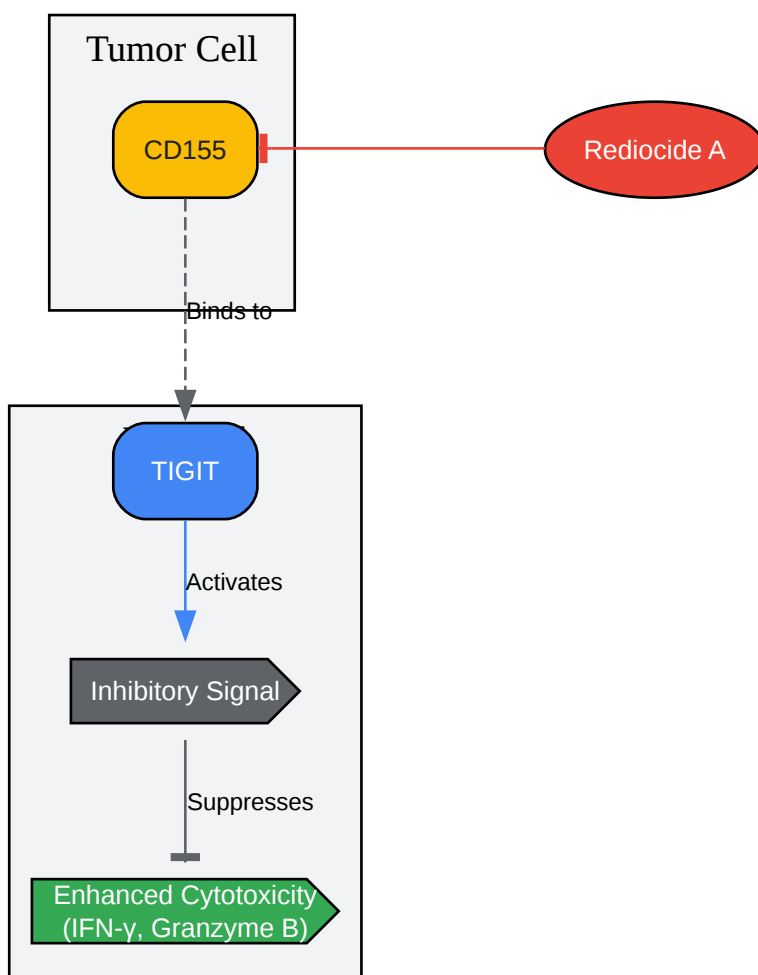 Tumor Cell
CD155
Rediocide A
Binds to
TIGIT
Activates
Inhibitory Signal
Suppresses
Enhanced Cytotoxicity
(IFN-γ, Granzyme B)